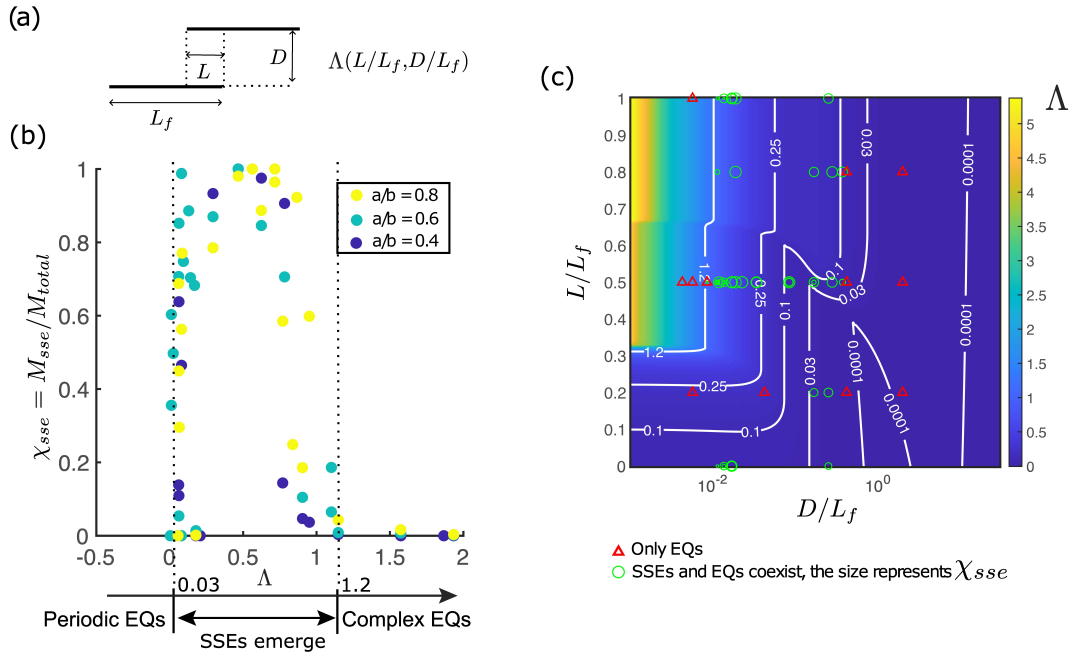 (a)
L
D
Λ(L/L_f,D/L_f)
L_f
(b)
χ_sse = M_sse/M_total
1
0.8
0.6
0.4
0.2
0
-0.5
0
0.5
1
1.5
2
Λ
a/b = 0.8
a/b = 0.6
a/b = 0.4
0.03
1.2
Periodic EQs
Complex EQs
SSEs emerge
(c)
Λ
L/L_f
1
0.9
0.8
0.7
0.6
0.5
0.4
0.3
0.2
0.1
0
10^-2
10^0
D/L_f
1.2
1.2
0.25
0.25
0.25
0.1
0.1
0.1
0.1
0.03
0.03
0.03
0.0001
0.0001
0.0001
0.0001
5
4.5
4
3.5
3
2.5
2
1.5
1
0.5
0
Only EQs
SSEs and EQs coexist, the size represents χ_sse